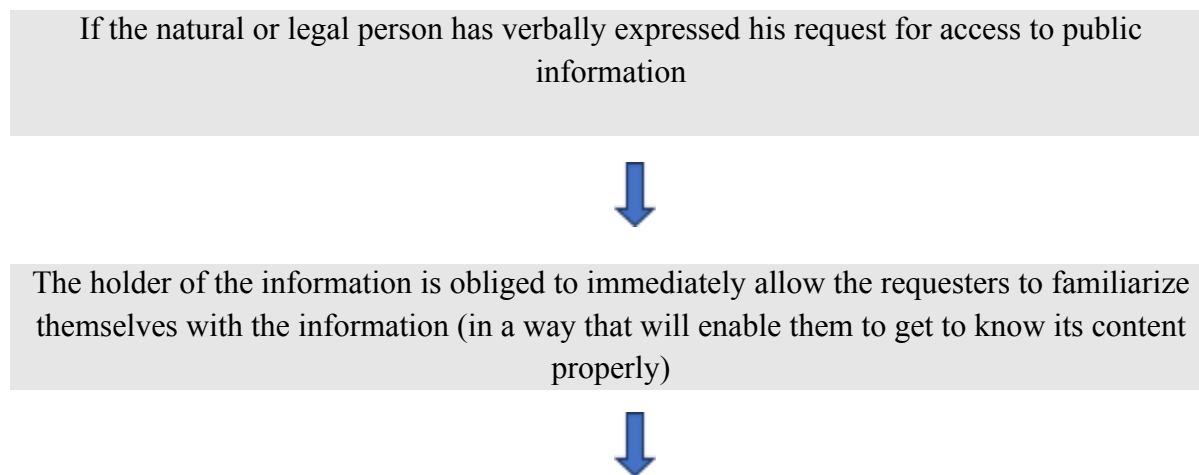 If the natural or legal person has verbally expressed his request for access to public
information
The holder of the information is obliged to immediately allow the requesters to familiarize
themselves with the information (in a way that will enable them to get to know its content
properly)